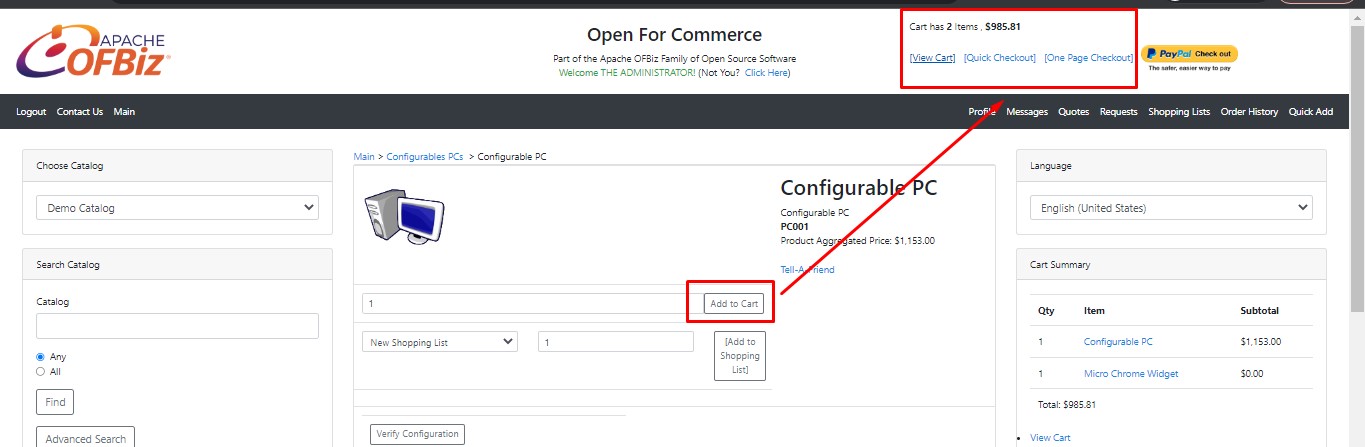 APACHE
OFBiz
Open For Commerce
Part of the Apache OFBiz Family of Open Source Software
Welcome THE ADMINISTRATOR! (Not You? Click Here)
Cart has 2 Items , $985.81
[View Cart] [Quick Checkout] [One Page Checkout]
PayPal Check out
The safer, easier way to pay
Logout Contact Us Main
Profile Messages Quotes Requests Shopping Lists Order History Quick Add
Choose Catalog
Demo Catalog
Search Catalog
Catalog
Any
All
Find
Advanced Search
Main > Configurables PCs > Configurable PC
Configurable PC
Configurable PC
PC001
Product Aggregated Price: $1,153.00
Tell-A-Friend
1
Add to Cart
New Shopping List
1
[Add to
Shopping
List]
Verify Configuration
Language
English (United States)
Cart Summary
Qty Item Subtotal
1 Configurable PC $1,153.00
1 Micro Chrome Widget $0.00
Total: $985.81
View Cart